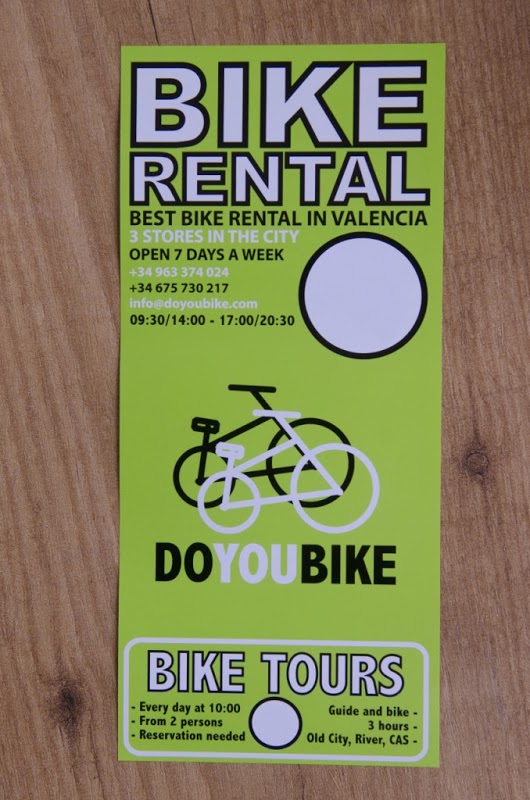 BIKE
RENTAL
BEST BIKE RENTAL IN VALENCIA
3 STORES IN THE CITY
OPEN 7 DAYS A WEEK
+34 963 374 024
+34 675 730 217
info@doyoubike.com
09:30/14:00 - 17:00/20:30
DOYOUBIKE
BIKE TOURS
- Every day at 10:00
- From 2 persons
- Reservation needed
Guide and bike -
3 hours -
Old City, River, CAS -